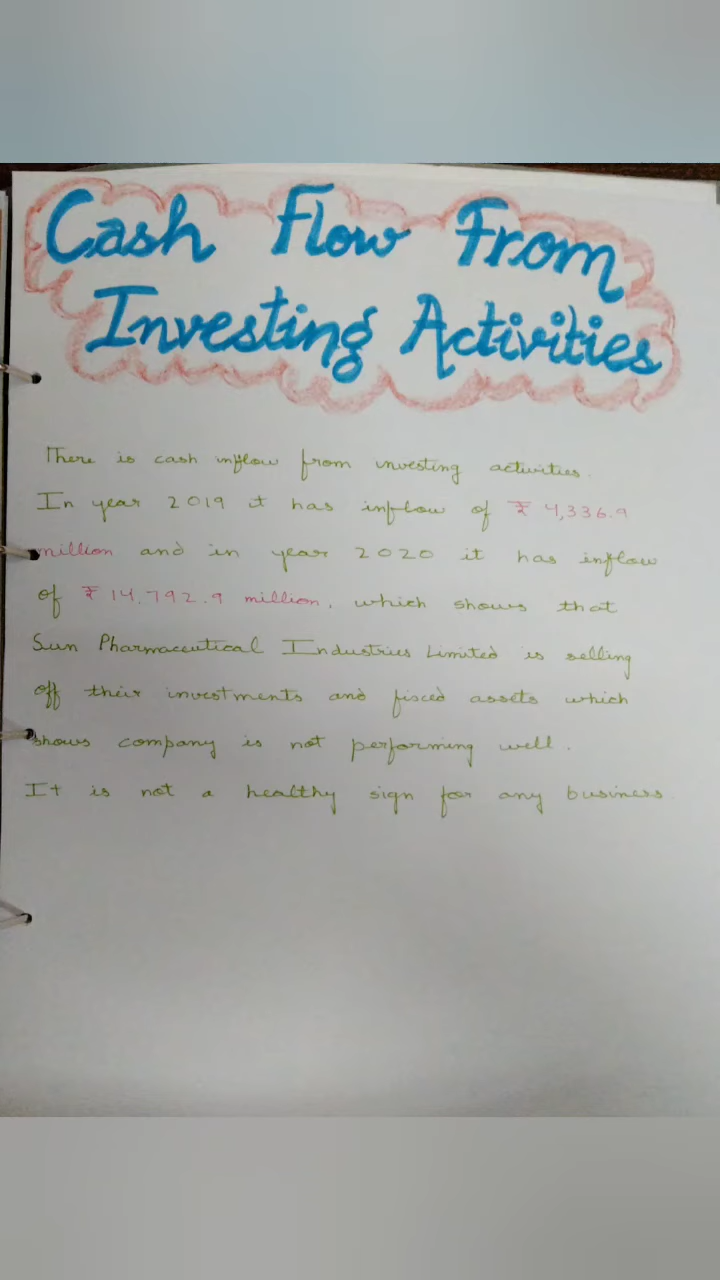 Cash Flow From
Investing Activities
There is cash inflow from investing activities.
In year 2019 it has inflow of ₹ 4,336.9
million and in year 2020 it has inflow
of ₹ 14,792.9 million, which shows that
Sun Pharmaceutical Industries Limited is selling
off their investments and fixced assets which
shows company is not performing well.
It is not a healthy sign for any business.